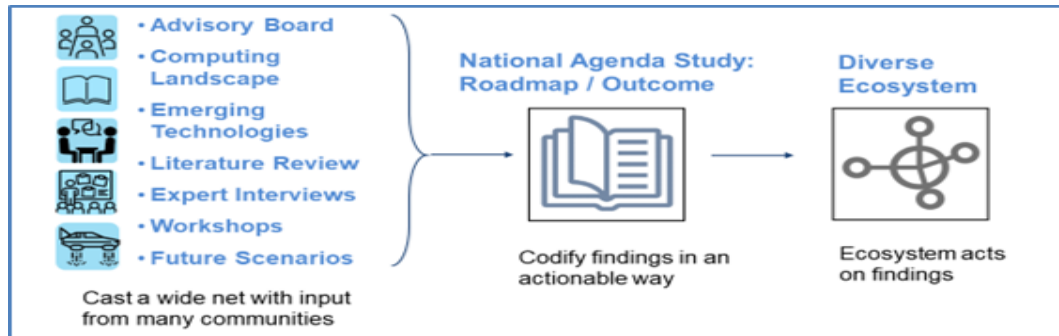 • Advisory Board
• Computing
Landscape
• Emerging
Technologies
• Literature Review
• Expert Interviews
• Workshops
• Future Scenarios
Cast a wide net with input
from many communities
National Agenda Study:
Roadmap / Outcome
Codify findings in an
actionable way
Diverse
Ecosystem
Ecosystem acts
on findings